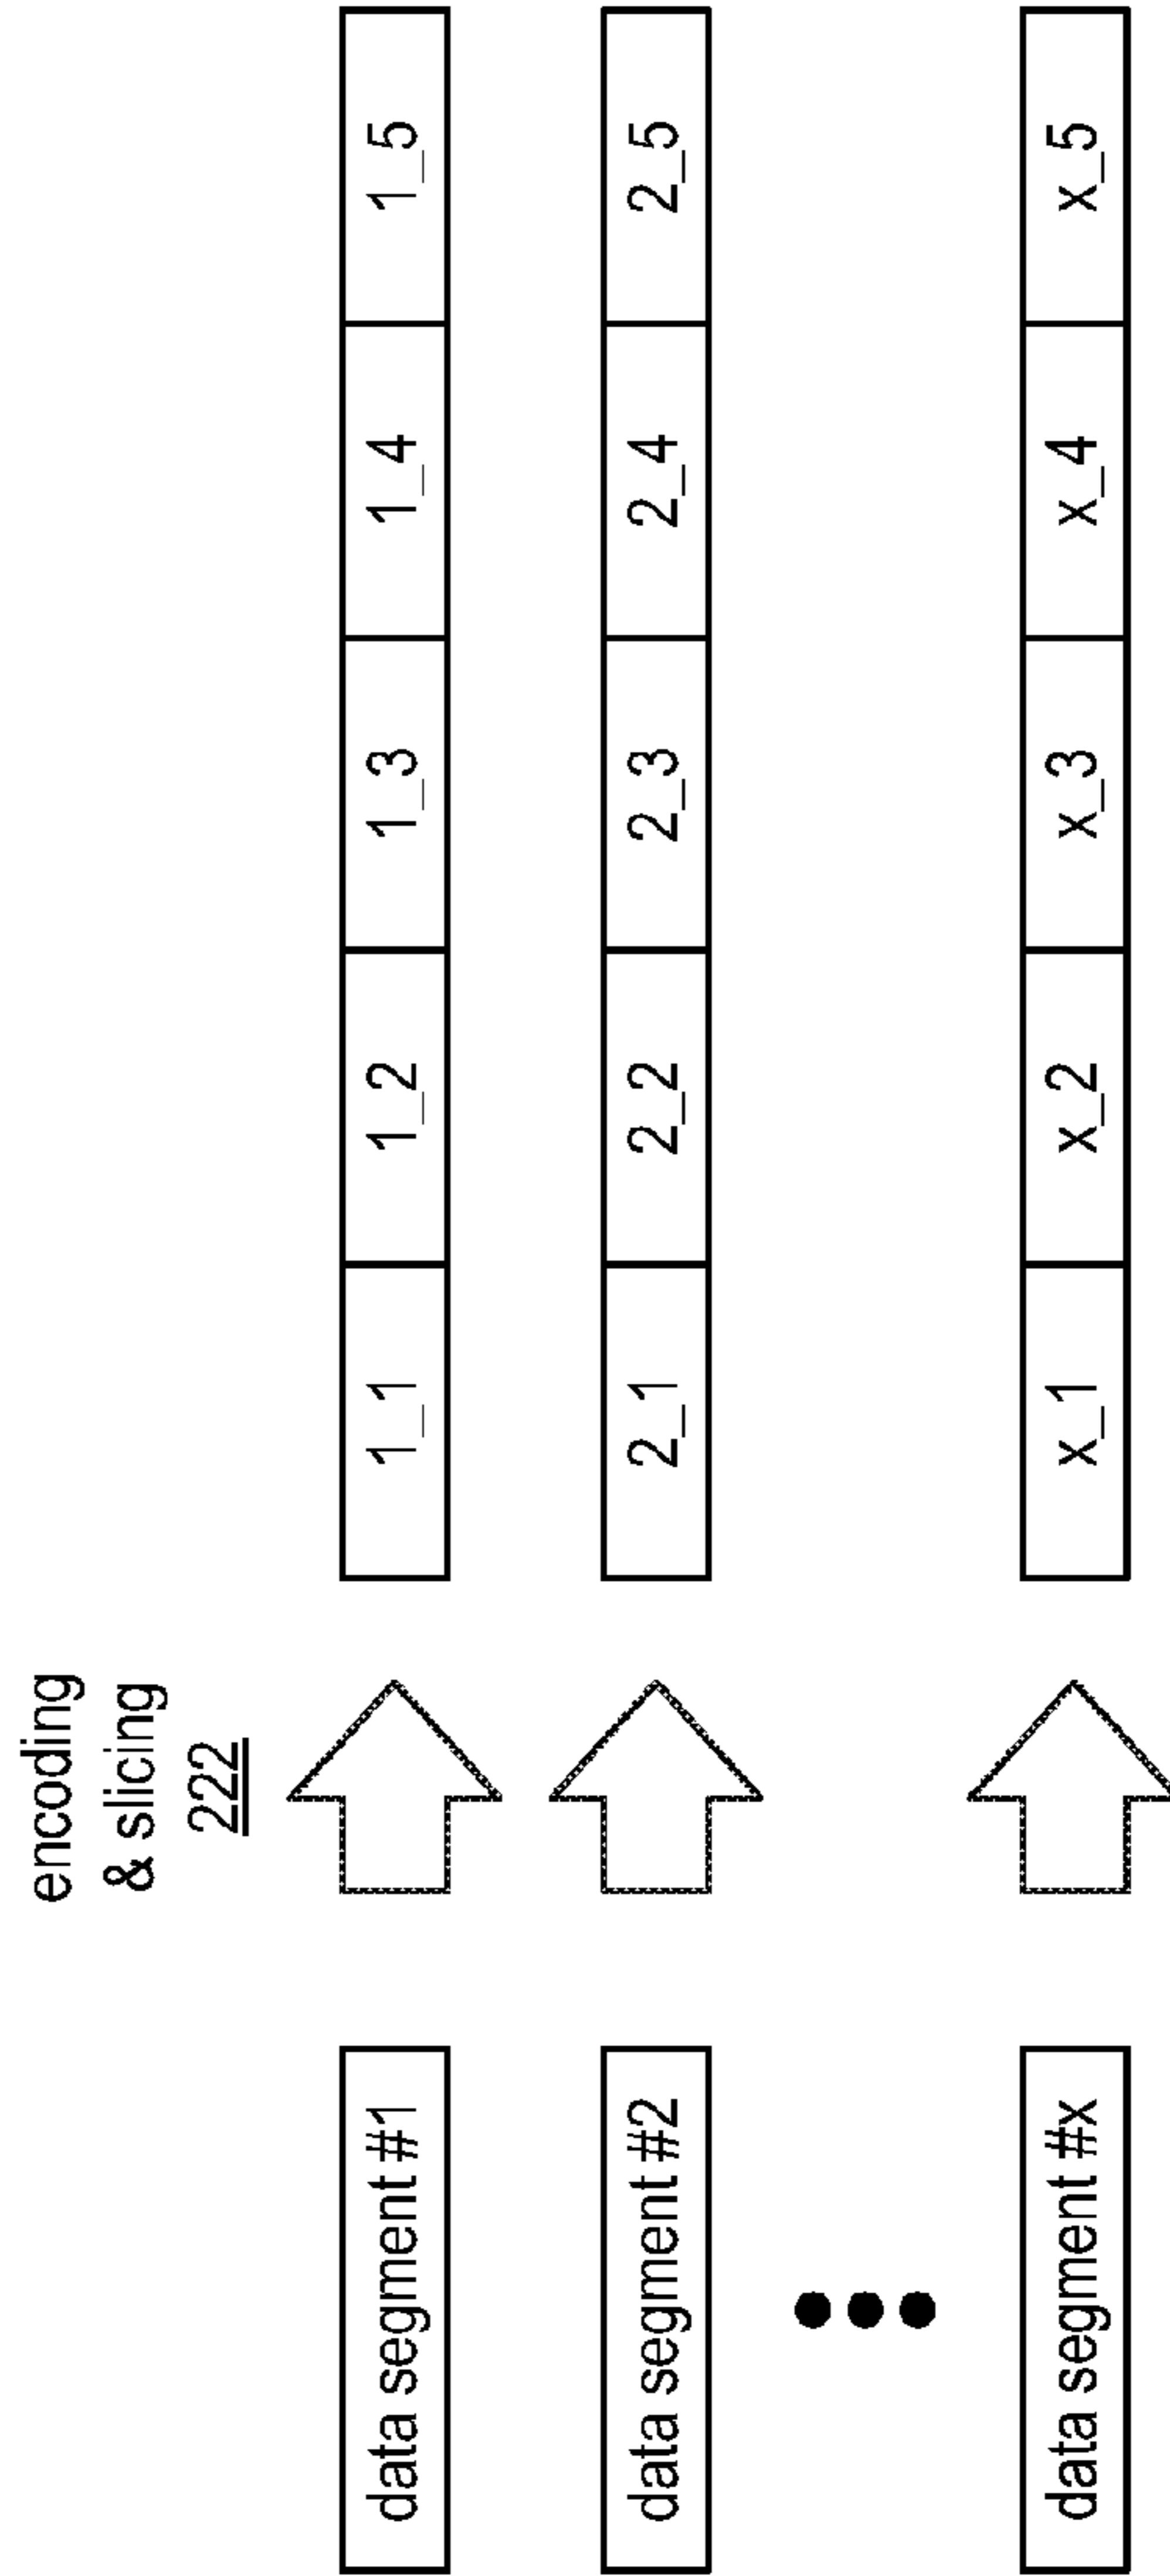 encoding
& slicing
222
data segment #1
1_1
1_2
1_3
1_4
1_5
data segment #2
2_1
2_2
2_3
2_4
2_5
data segment #x
x_1
x_2
x_3
x_4
x_5